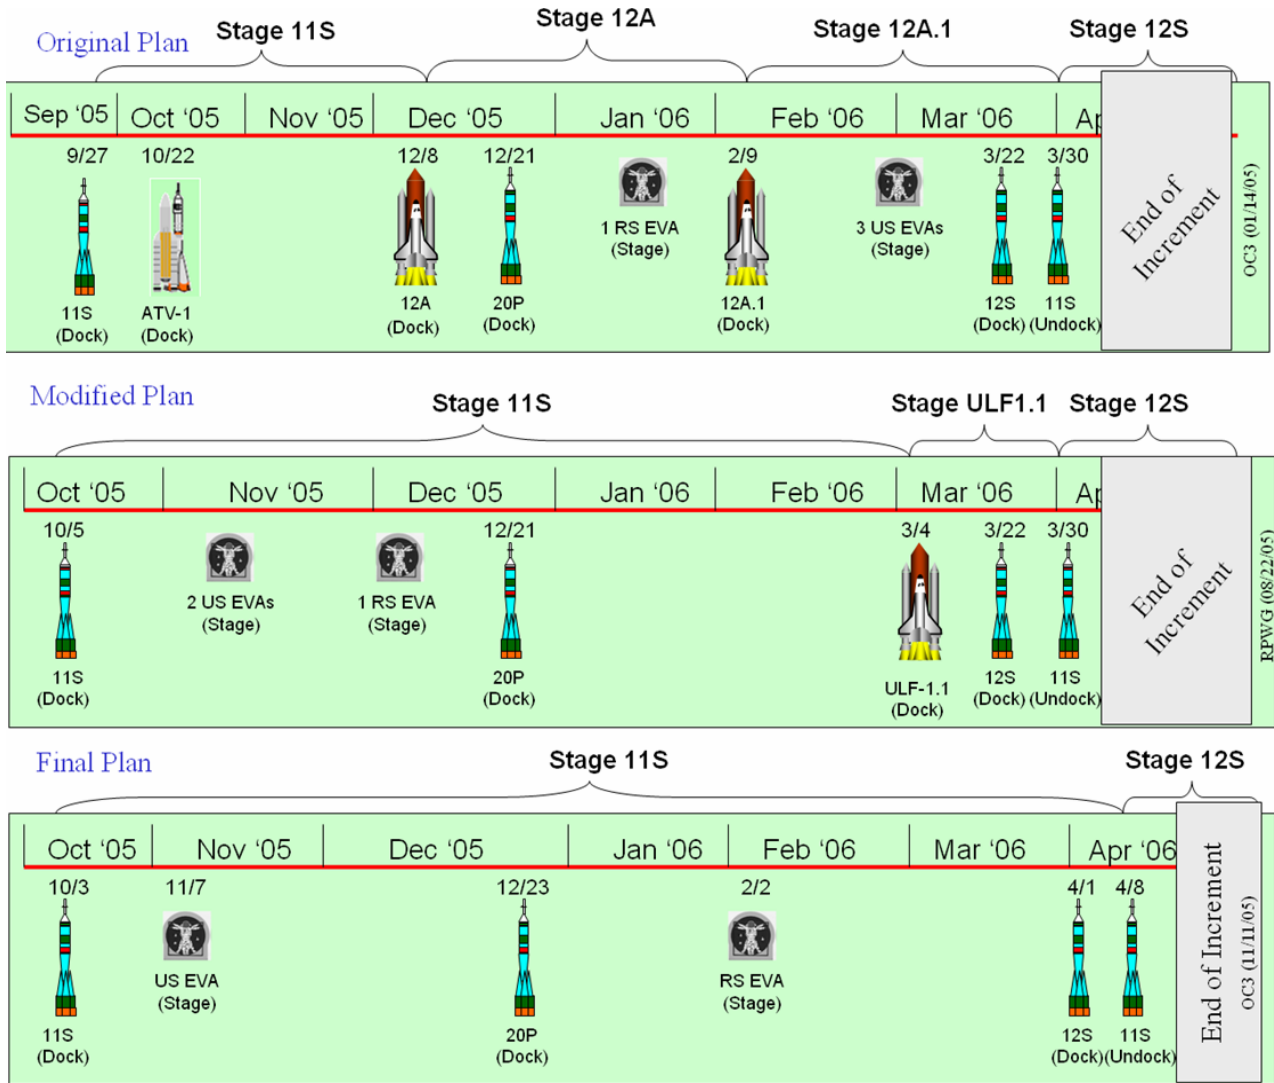 Original Plan
Stage 11S
Stage 12A
Stage 12A.1
Stage 12S
Sep ‘05
Oct ‘05
Nov ‘05
Dec ‘05
Jan ‘06
Feb ‘06
Mar ‘06
Ap
9/27
10/22
12/8
12/21
2/9
3/22
3/30
1 RS EVA
(Stage)
3 US EVAs
(Stage)
11S
(Dock)
ATV-1
(Dock)
12A
(Dock)
20P
(Dock)
12A.1
(Dock)
12S
(Dock)
11S
(Undock)
End of
Increment
OC3 (01/14/05)
Modified Plan
Stage 11S
Stage ULF1.1
Stage 12S
Oct ‘05
Nov ‘05
Dec ‘05
Jan ‘06
Feb ‘06
Mar ‘06
Ap
10/5
12/21
3/4
3/22
3/30
2 US EVAs
(Stage)
1 RS EVA
(Stage)
11S
(Dock)
20P
(Dock)
ULF-1.1
(Dock)
12S
(Dock)
11S
(Undock)
End of
Increment
RPWG (08/22/05)
Final Plan
Stage 11S
Stage 12S
Oct ‘05
Nov ‘05
Dec ‘05
Jan ‘06
Feb ‘06
Mar ‘06
Apr ‘06
10/3
11/7
12/23
2/2
4/1
4/8
US EVA
(Stage)
RS EVA
(Stage)
11S
(Dock)
20P
(Dock)
12S
(Dock)
11S
(Undock)
End of Increment
OC3 (11/11/05)